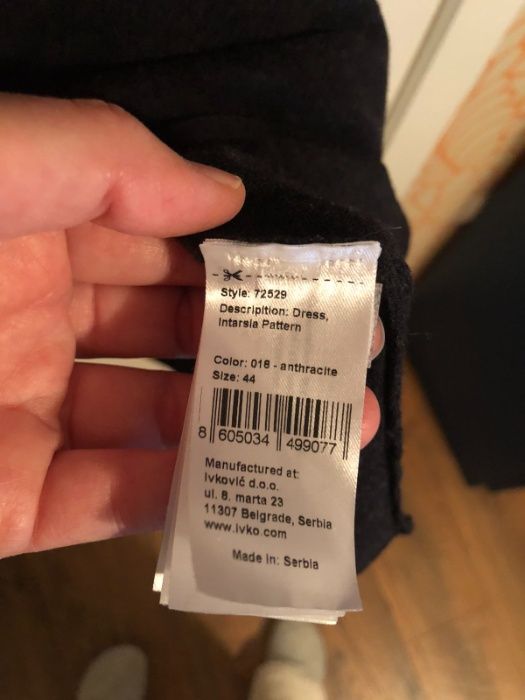 Style: 72529
Descripition: Dress,
Intarsia Pattern
Color: 018 - anthracite
Size: 44
8 605034 499077
Manufactured at:
Ivković d.o.o.
ul. 8. marta 23
11307 Belgrade, Serbia
www.ivko.com
Made in: Serbia